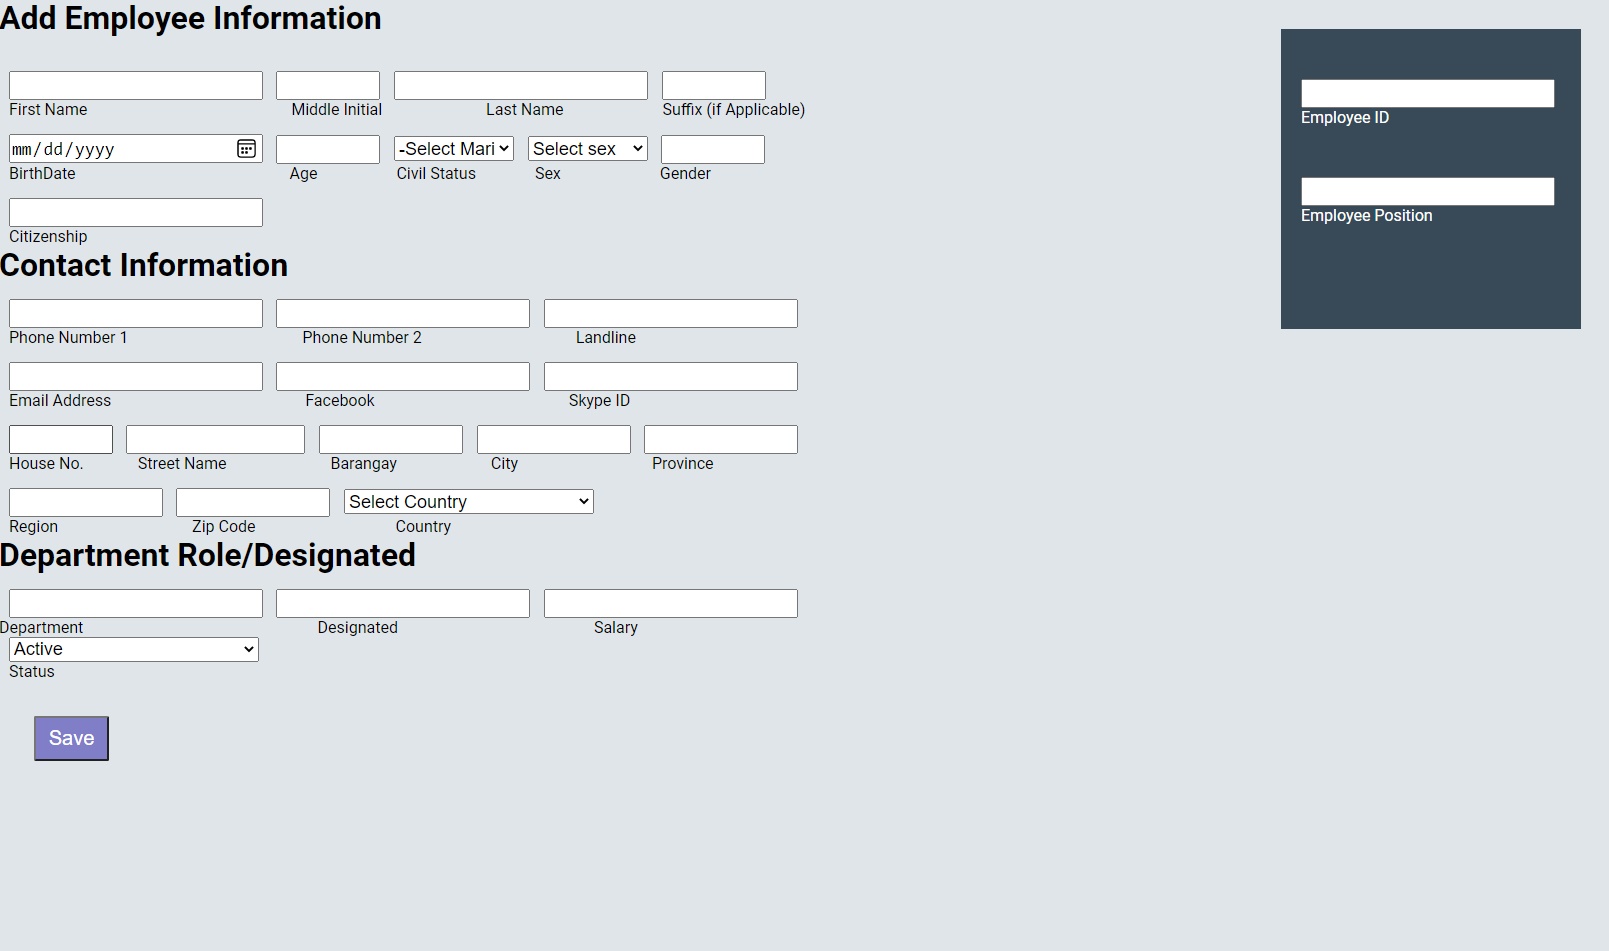 Add Employee Information
First Name Middle Initial Last Name Suffix (if Applicable)
mm/dd/yyyy -Select Mari Select sex
BirthDate Age Civil Status Sex Gender
Citizenship
Contact Information
Phone Number 1 Phone Number 2 Landline
Email Address Facebook Skype ID
House No. Street Name Barangay City Province
Select Country
Region Zip Code Country
Department Role/Designated
Department Designated Salary
Active
Status
Save
Employee ID
Employee Position